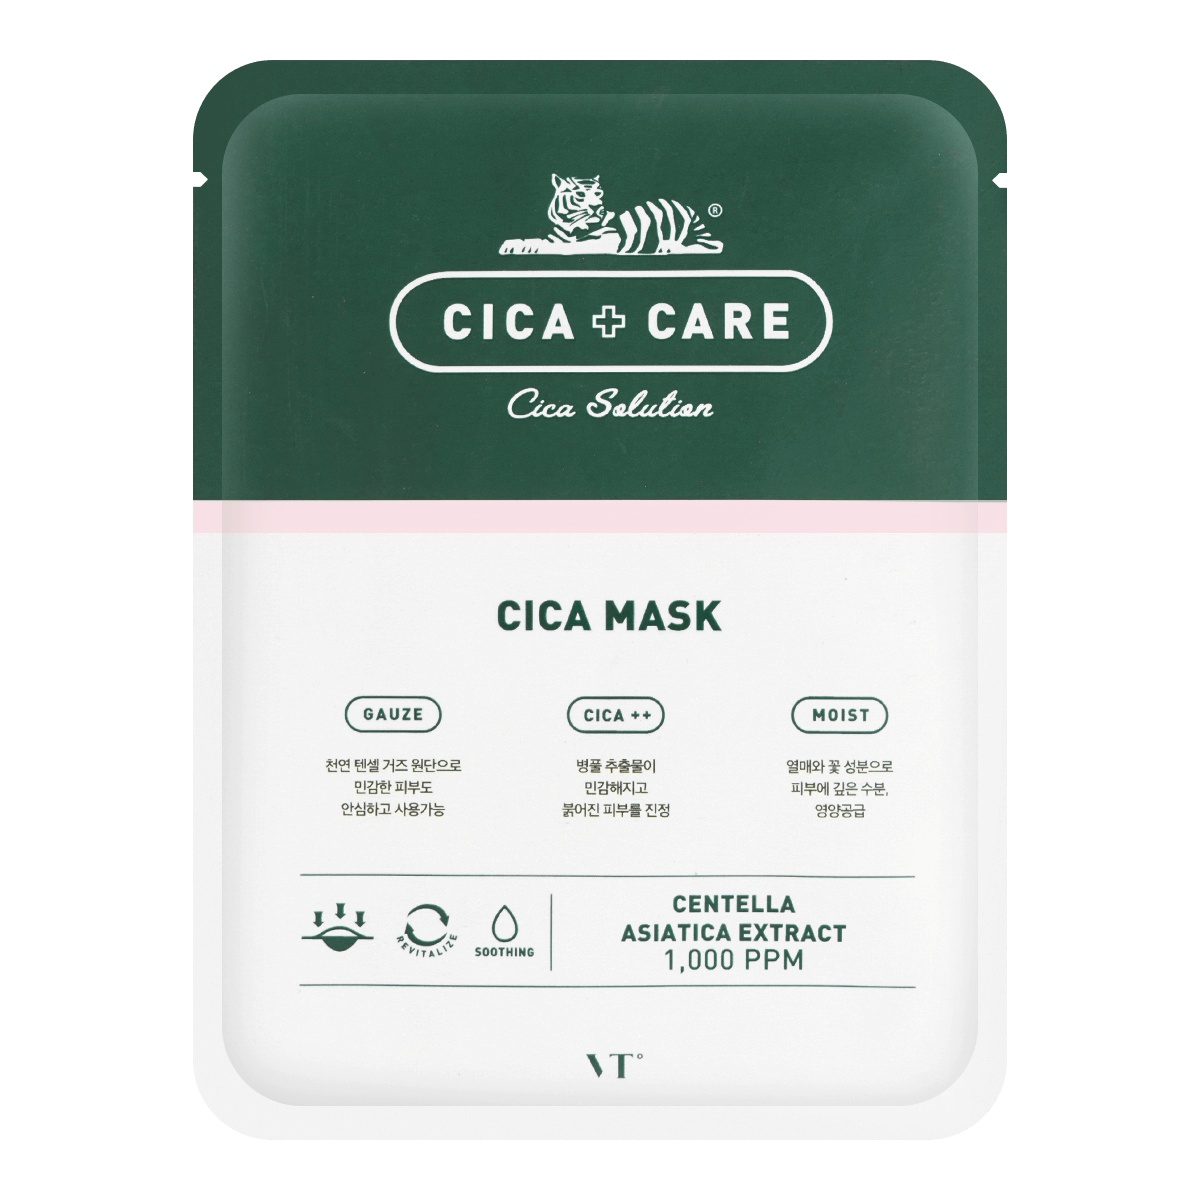 ®
CICA + CARE
Cica Solution
CICA MASK
GAUZE
천연 텐셀 거즈 원단으로
민감한 피부도
안심하고 사용가능
CICA ++
병풀 추출물이
민감해지고
붉어진 피부를 진정
MOIST
열매와 꽃 성분으로
피부에 깊은 수분,
영양공급
REVITALIZE
SOOTHING
CENTELLA
ASIATICA EXTRACT
1,000 PPM
VT°